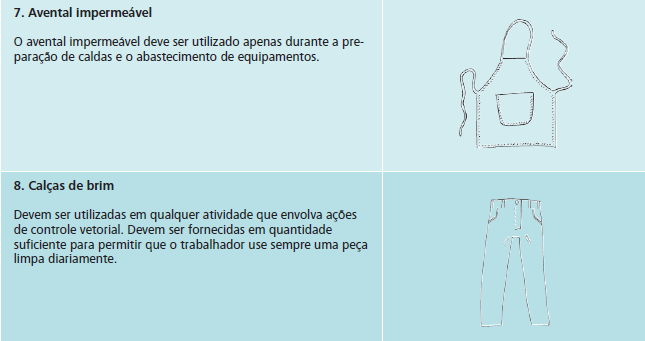 7. Avental impermeável
O avental impermeável deve ser utilizado apenas durante a pre-
paração de caldas e o abastecimento de equipamentos.
8. Calças de brim
Devem ser utilizadas em qualquer atividade que envolva ações
de controle vetorial. Devem ser fornecidas em quantidade
suficiente para permitir que o trabalhador use sempre uma peça
limpa diariamente.